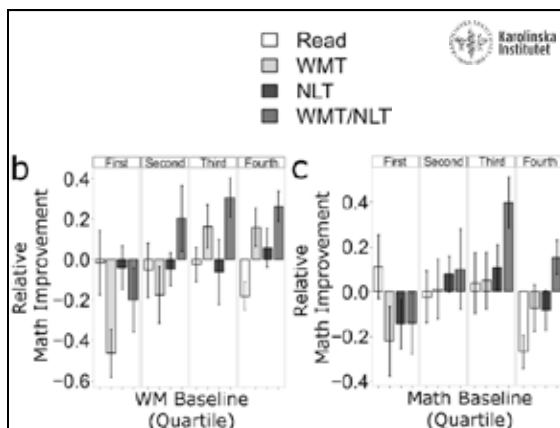 Read
WMT
NLT
WMT/NLT
Karolinska
Institutet
b
First Second Third Fourth
Relative
Math Improvement
0.4
0.2
0.0
-0.2
-0.4
-0.6
WM Baseline
(Quartile)
c
First Second Third Fourth
Relative
Math Improvement
0.4
0.2
0.0
-0.2
-0.4
Math Baseline
(Quartile)